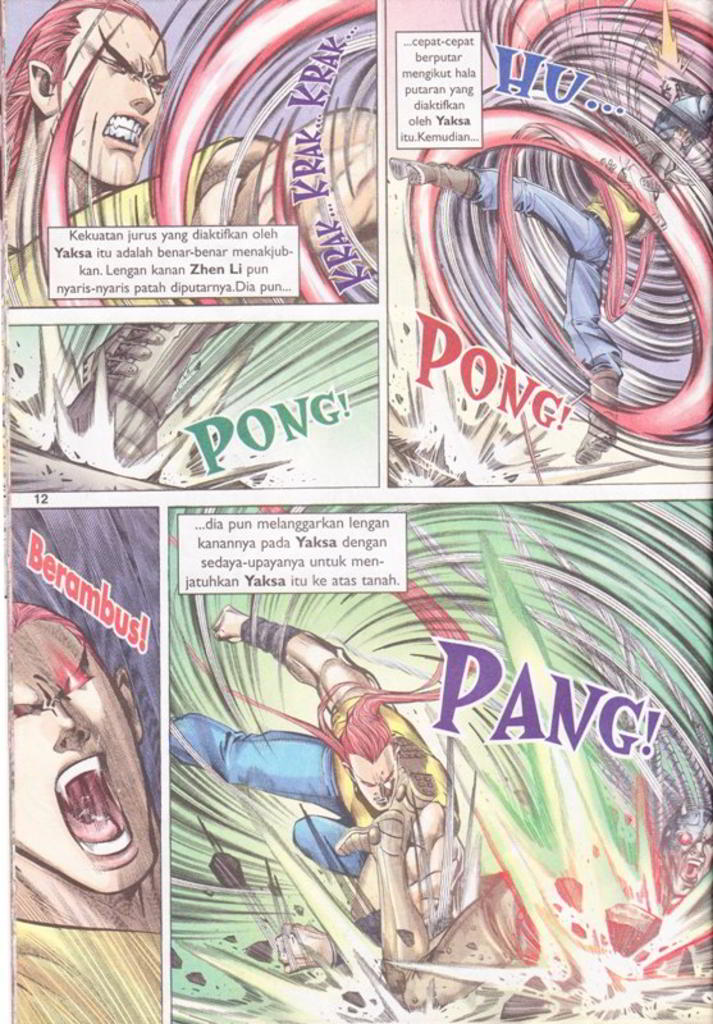 KRAK... KRAK... KRAK...
Kekuatan jurus yang diaktifkan oleh
Yaksa itu adalah benar-benar menakjub-
kan. Lengan kanan Zhen Li pun
nyaris-nyaris patah diputarnya.Dia pun...
...cepat-cepat
berputar
mengikut hala
putaran yang
diaktifkan
oleh Yaksa
itu.Kemudian...
HU...
PONG!
PONG!
12
Berambus!
...dia pun melanggarkan lengan
kanannya pada Yaksa dengan
sedaya-upayanya untuk men-
jatuhkan Yaksa itu ke atas tanah.
PANG!